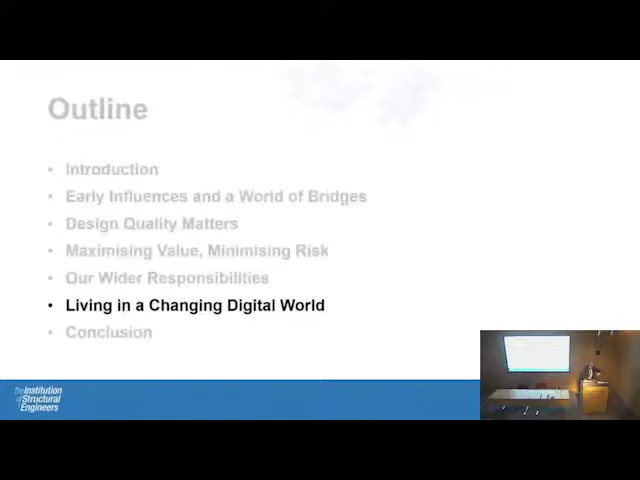 Outline
• Introduction
• Early Influences and a World of Bridges
• Design Quality Matters
• Maximising Value, Minimising Risk
• Our Wider Responsibilities
• Living in a Changing Digital World
• Conclusion
The Institution
of Structural
Engineers